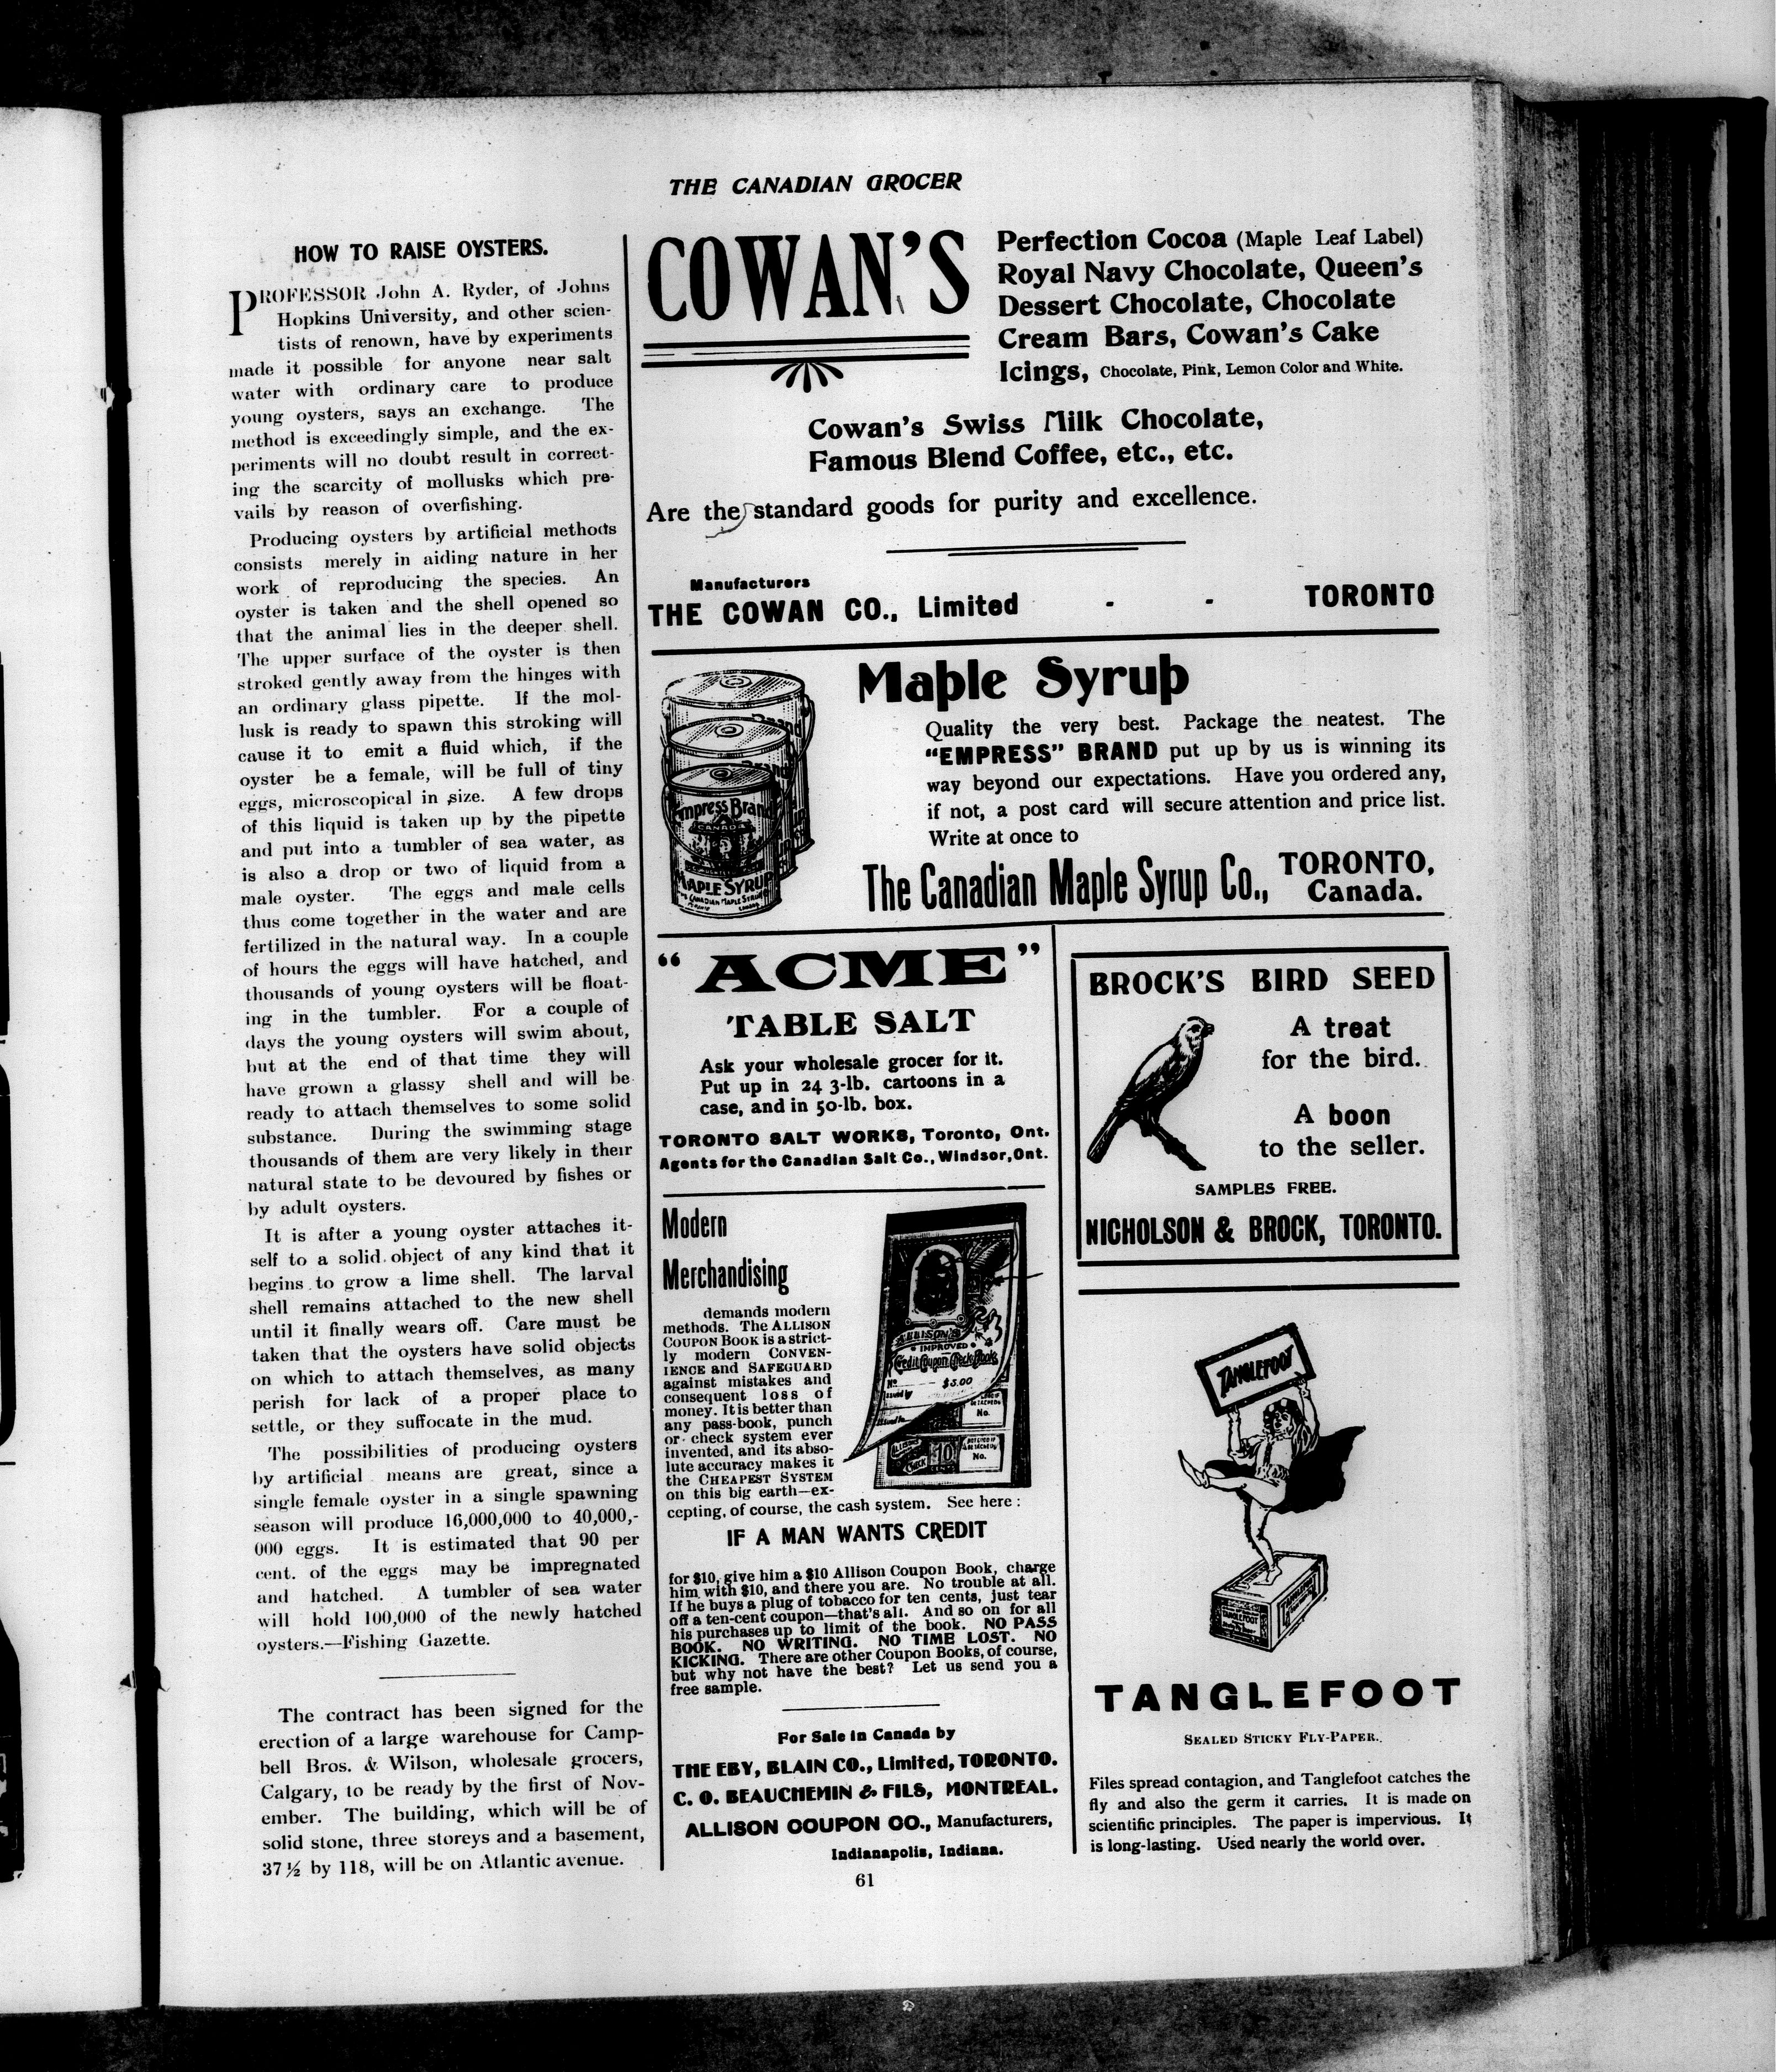 THE CANADIAN GROCER
HOW TO RAISE OYSTERS.
PROFESSOR John A. Ryder, of Johns
Hopkins University, and other scien-
tists of renown, have by experiments
made it possible for anyone near salt
water with ordinary care to produce
young oysters, says an exchange. The
method is exceedingly simple, and the ex-
periments will no doubt result in correct-
ing the scarcity of mollusks which pre-
vails by reason of overfishing.
Producing oysters by artificial methods
consists merely in aiding nature in her
work of reproducing the species. An
oyster is taken and the shell opened so
that the animal lies in the deeper shell.
The upper surface of the oyster is then
stroked gently away from the hinges with
an ordinary glass pipette. If the mol-
lusk is ready to spawn this stroking will
cause it to emit a fluid which, if the
oyster be a female, will be full of tiny
eggs, microscopical in size. A few drops
of this liquid is taken up by the pipette
and put into a tumbler of sea water, as
is also a drop or two of liquid from a
male oyster. The eggs and male cells
thus come together in the water and are
fertilized in the natural way. In a couple
of hours the eggs will have hatched, and
thousands of young oysters will be float-
ing in the tumbler. For a couple of
days the young oysters will swim about,
but at the end of that time they will
have grown a glassy shell and will be
ready to attach themselves to some solid
substance. During the swimming stage
thousands of them are very likely in their
natural state to be devoured by fishes or
by adult oysters.
It is after a young oyster attaches it-
self to a solid object of any kind that it
begins to grow a lime shell. The larval
shell remains attached to the new shell
until it finally wears off. Care must be
taken that the oysters have solid objects
on which to attach themselves, as many
perish for lack of a proper place to
settle, or they suffocate in the mud.
The possibilities of producing oysters
by artificial means are great, since a
single female oyster in a single spawning
season will produce 16,000,000 to 40,000,-
000 eggs. It is estimated that 90 per
cent. of the eggs may be impregnated
and hatched. A tumbler of sea water
will hold 100,000 of the newly hatched
oysters.—Fishing Gazette.
The contract has been signed for the
erection of a large warehouse for Camp-
bell Bros. & Wilson, wholesale grocers,
Calgary, to be ready by the first of Nov-
ember. The building, which will be of
solid stone, three storeys and a basement,
37½ by 118, will be on Atlantic avenue.
COWAN'S
Perfection Cocoa (Maple Leaf Label)
Royal Navy Chocolate, Queen's
Dessert Chocolate, Chocolate
Cream Bars, Cowan's Cake
Icings, Chocolate, Pink, Lemon Color and White.
Cowan's Swiss Milk Chocolate,
Famous Blend Coffee, etc., etc.
Are the standard goods for purity and excellence.
Manufacturers
THE COWAN CO., Limited - - TORONTO
Empress Brand
CANADA
MAPLE SYRUP
CANADIAN MAPLE SYRUP
Maple Syrup
Quality the very best. Package the neatest. The
"EMPRESS" BRAND put up by us is winning its
way beyond our expectations. Have you ordered any,
if not, a post card will secure attention and price list.
Write at once to
The Canadian Maple Syrup Co., TORONTO,
Canada.
"ACME"
TABLE SALT
Ask your wholesale grocer for it.
Put up in 24 3-lb. cartoons in a
case, and in 50-lb. box.
TORONTO SALT WORKS, Toronto, Ont.
Agents for the Canadian Salt Co., Windsor, Ont.
Modern
Merchandising
demands modern
methods. The ALLISON
COUPON BOOK is a strict-
ly modern CONVEN-
IENCE and SAFEGUARD
against mistakes and
consequent loss of
money. It is better than
any pass-book, punch
or check system ever
invented, and its abso-
lute accuracy makes it
the CHEAPEST SYSTEM
on this big earth—ex-
cepting, of course, the cash system. See here:
ALLISON'S
IMPROVED
Credit Coupon Check Book
No $5.00
No.
10
No.
IF A MAN WANTS CREDIT
for $10, give him a $10 Allison Coupon Book, charge
him with $10, and there you are. No trouble at all.
If he buys a plug of tobacco for ten cents, just tear
off a ten-cent coupon—that's all. And so on for all
his purchases up to limit of the book. NO PASS
BOOK. NO WRITING. NO TIME LOST. NO
KICKING. There are other Coupon Books, of course,
but why not have the best? Let us send you a
free sample.
For Sale in Canada by
THE EBY, BLAIN CO., Limited, TORONTO.
C. O. BEAUCHEMIN & FILS, MONTREAL.
ALLISON COUPON CO., Manufacturers,
Indianapolis, Indiana.
BROCK'S BIRD SEED
A treat
for the bird.
A boon
to the seller.
SAMPLES FREE.
NICHOLSON & BROCK, TORONTO.
TANGLEFOOT
TANGLEFOOT
TANGLEFOOT
SEALED STICKY FLY-PAPER.
Files spread contagion, and Tanglefoot catches the
fly and also the germ it carries. It is made on
scientific principles. The paper is impervious. It
is long-lasting. Used nearly the world over.
61